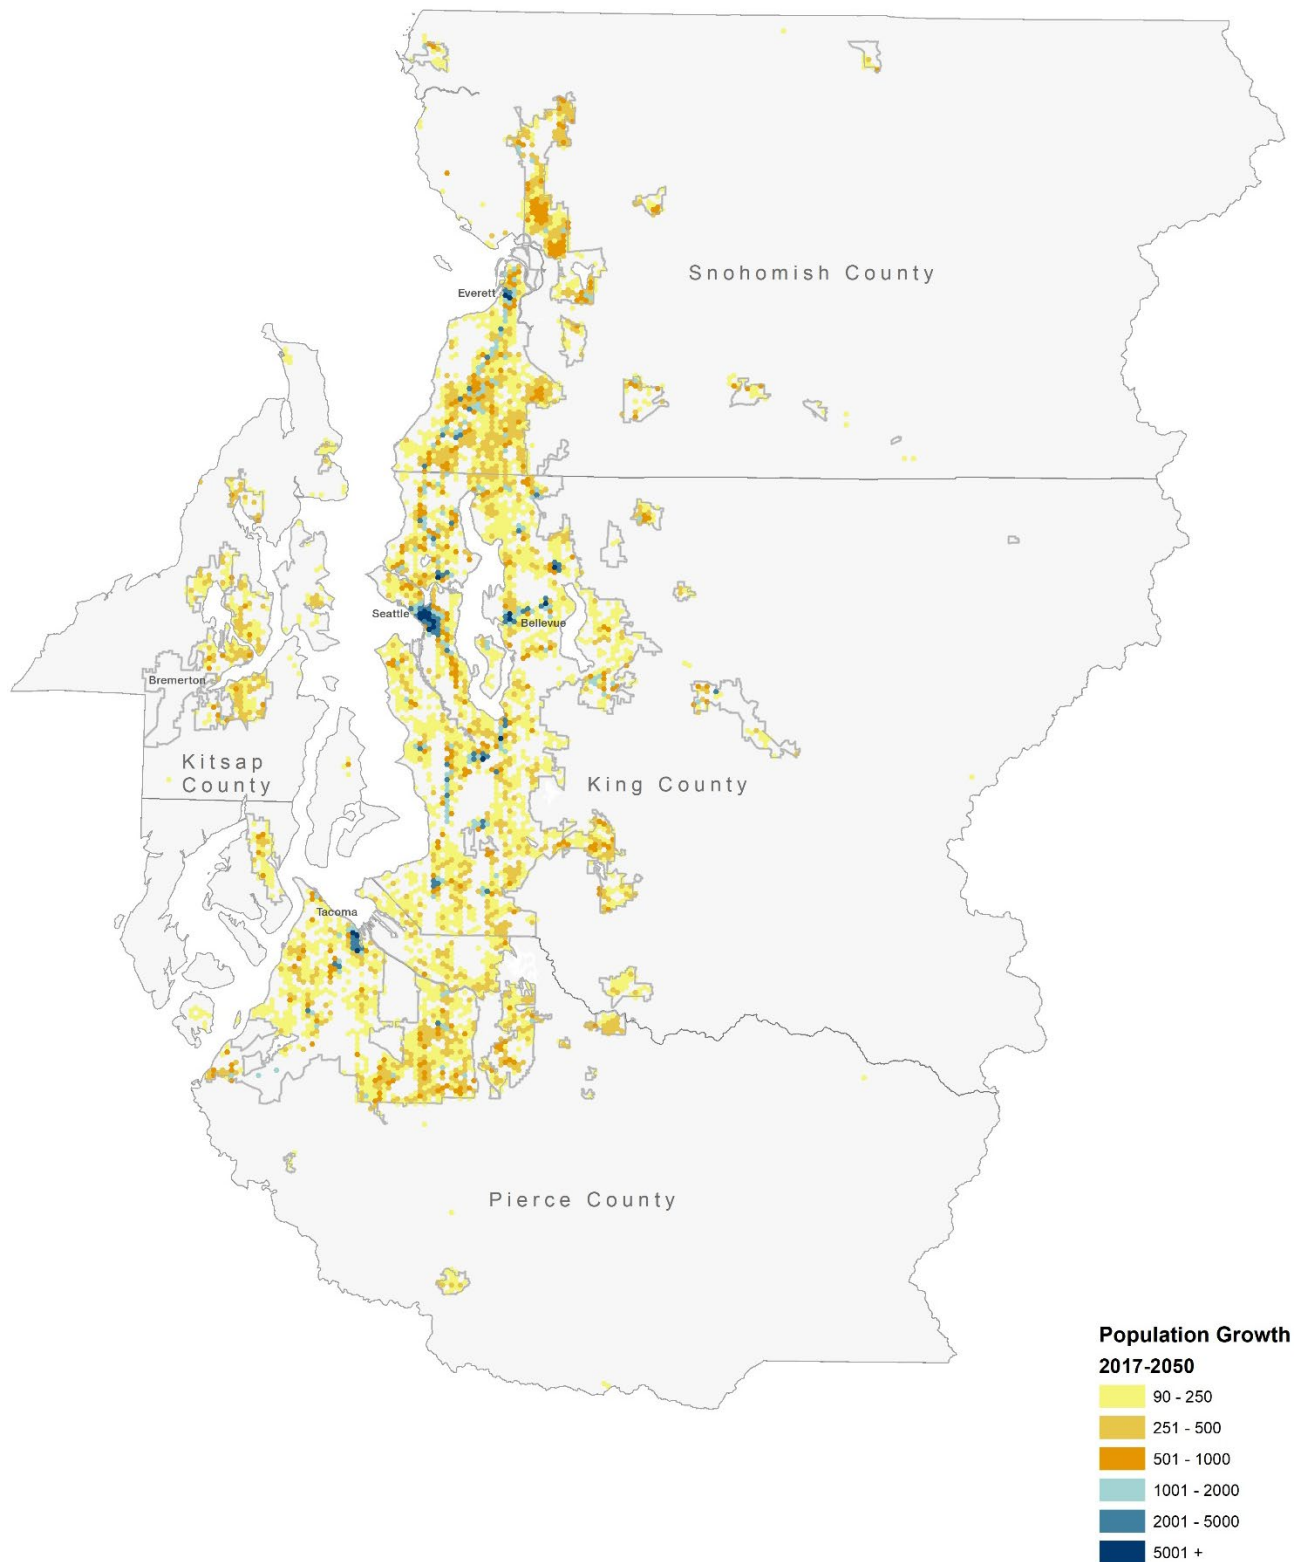 Snohomish County
Everett
Seattle
Bellevue
Bremerton
Kitsap
County
King County
Tacoma
Pierce County
Population Growth
2017-2050
90 - 250
251 - 500
501 - 1000
1001 - 2000
2001 - 5000
5001 +